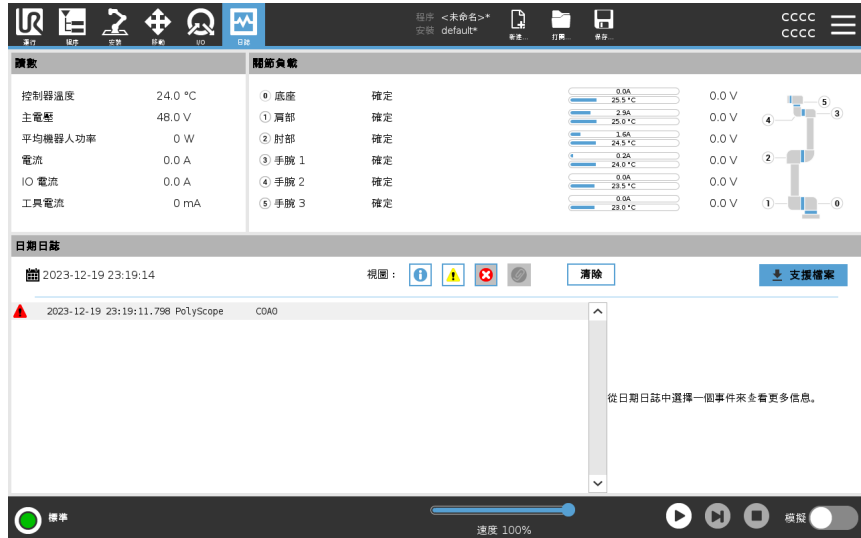 程序 <未命名>*
安裝 default*
CCCC
CCCC
運行
程序
安裝
移動
I/O
日誌
新建...
打開...
保存...
讀數
關節負載
控制器溫度 24.0 °C
主電壓 48.0 V
平均機器人功率 0 W
電流 0.0 A
IO 電流 0.0 A
工具電流 0 mA
0 底座 確定 0.0A 25.5 °C 0.0 V
1 肩部 確定 2.9A 25.0 °C 0.0 V
2 肘部 確定 1.6A 24.5 °C 0.0 V
3 手腕 1 確定 0.2A 24.0 °C 0.0 V
4 手腕 2 確定 0.0A 23.5 °C 0.0 V
5 手腕 3 確定 0.0A 23.0 °C 0.0 V
5
4
3
2
1
0
日期日誌
2023-12-19 23:19:14
視圖：
清除
支援檔案
2023-12-19 23:19:11.798 PolyScope C0A0
從日期日誌中選擇一個事件來查看更多信息。
標準
速度 100%
模擬